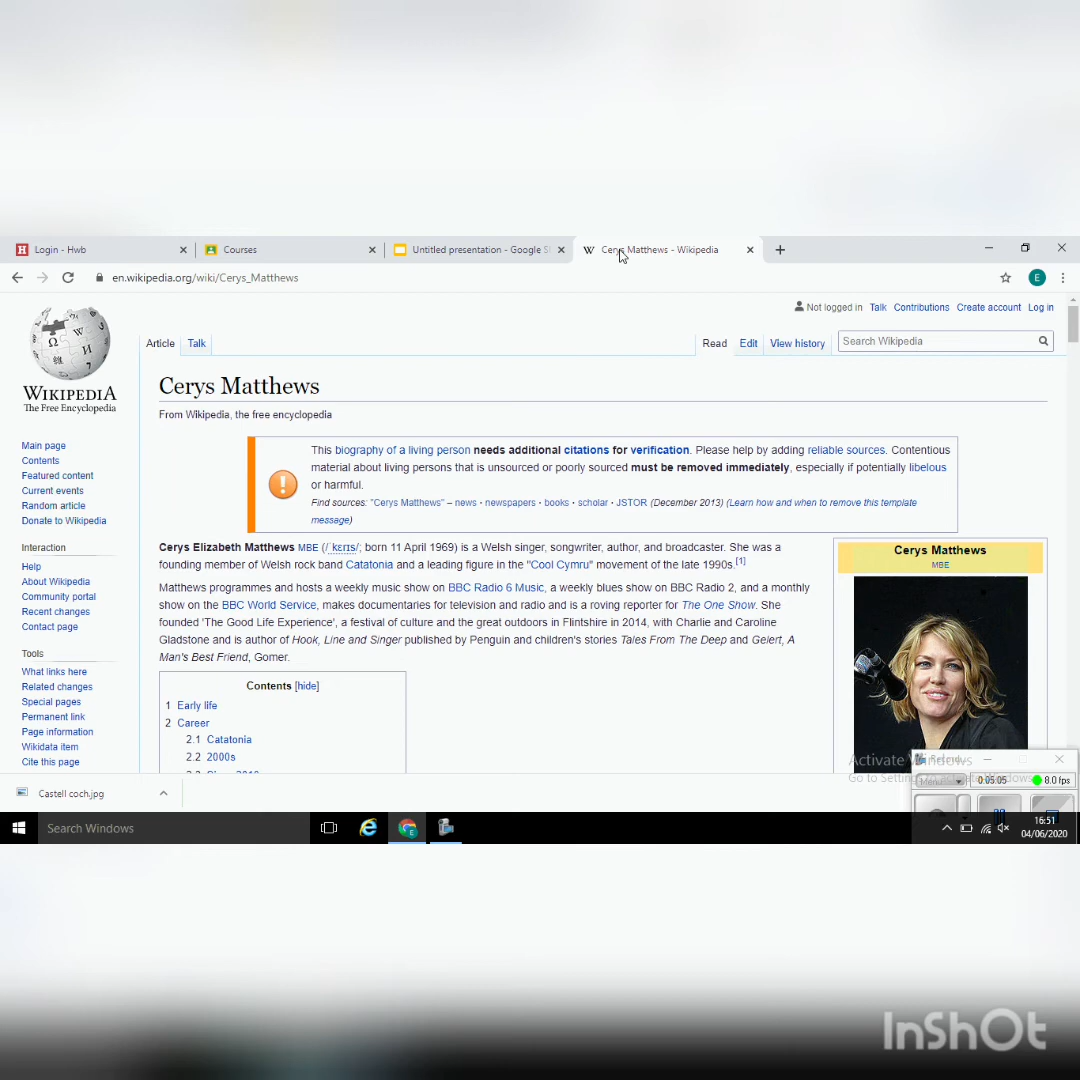 Login - Hwb
Courses
Untitled presentation - Google Sl
Cerys Matthews - Wikipedia
en.wikipedia.org/wiki/Cerys_Matthews
E
Not logged in Talk Contributions Create account Log in
Article Talk
Read Edit View history Search Wikipedia
WIKIPEDIA
The Free Encyclopedia
Main page
Contents
Featured content
Current events
Random article
Donate to Wikipedia
Interaction
Help
About Wikipedia
Community portal
Recent changes
Contact page
Tools
What links here
Related changes
Special pages
Permanent link
Page information
Wikidata item
Cite this page
Cerys Matthews
From Wikipedia, the free encyclopedia
This biography of a living person needs additional citations for verification. Please help by adding reliable sources. Contentious
material about living persons that is unsourced or poorly sourced must be removed immediately, especially if potentially libelous
or harmful.
Find sources: "Cerys Matthews" – news · newspapers · books · scholar · JSTOR (December 2013) (Learn how and when to remove this template
message)
Cerys Elizabeth Matthews MBE (/ˈkɛrɪs/; born 11 April 1969) is a Welsh singer, songwriter, author, and broadcaster. She was a
founding member of Welsh rock band Catatonia and a leading figure in the "Cool Cymru" movement of the late 1990s.[1]
Matthews programmes and hosts a weekly music show on BBC Radio 6 Music, a weekly blues show on BBC Radio 2, and a monthly
show on the BBC World Service, makes documentaries for television and radio and is a roving reporter for The One Show. She
founded 'The Good Life Experience', a festival of culture and the great outdoors in Flintshire in 2014, with Charlie and Caroline
Gladstone and is author of Hook, Line and Singer published by Penguin and children's stories Tales From The Deep and Gelert, A
Man's Best Friend, Gomer.
Contents [hide]
1 Early life
2 Career
2.1 Catatonia
2.2 2000s
Cerys Matthews
MBE
Activate Windows
Go to Settings to activate Windows.
0:05:05
8.0 fps
Castell coch.jpg
Search Windows
16:51
04/06/2020
InShOt